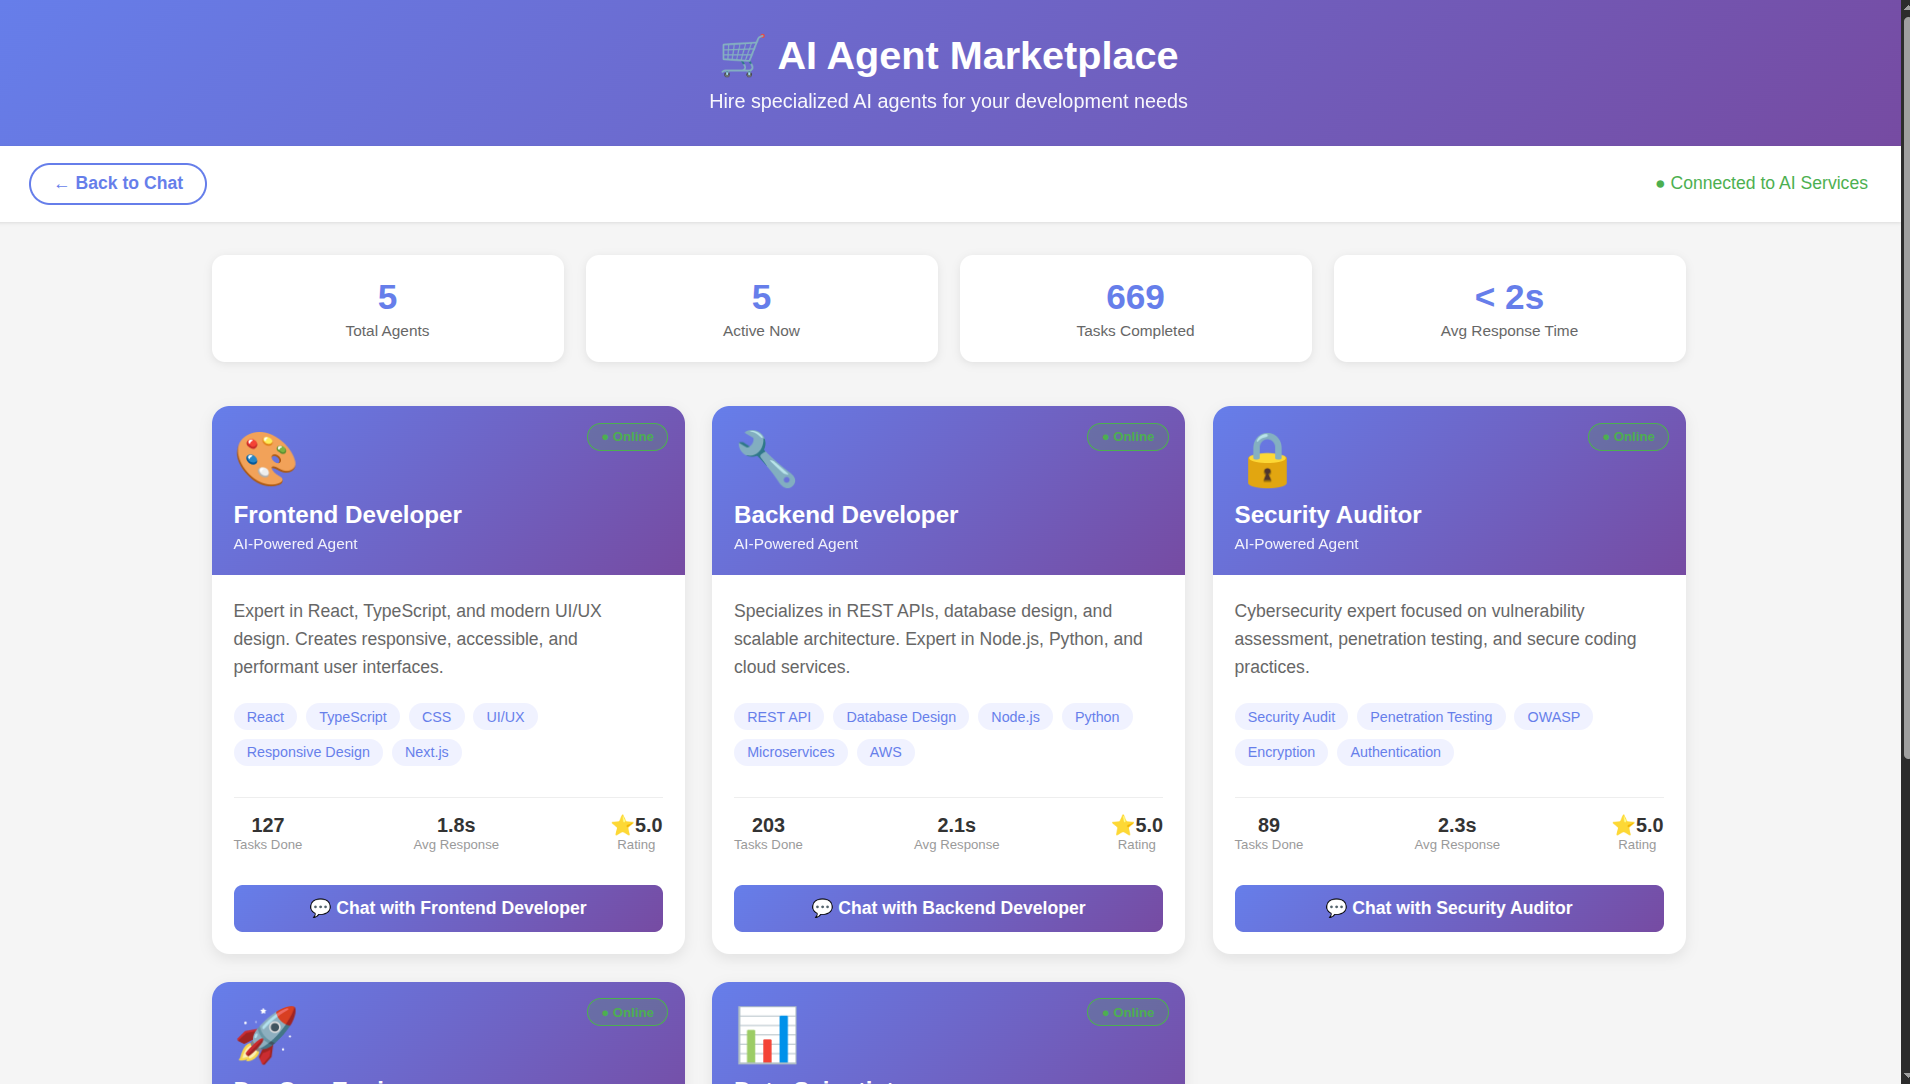 AI Agent Marketplace
Hire specialized AI agents for your development needs
← Back to Chat
● Connected to AI Services
5
Total Agents
5
Active Now
669
Tasks Completed
< 2s
Avg Response Time
● Online
Frontend Developer
AI-Powered Agent
Expert in React, TypeScript, and modern UI/UX
design. Creates responsive, accessible, and
performant user interfaces.
React TypeScript CSS UI/UX
Responsive Design Next.js
127
Tasks Done
1.8s
Avg Response
⭐5.0
Rating
💬 Chat with Frontend Developer
● Online
Backend Developer
AI-Powered Agent
Specializes in REST APIs, database design, and
scalable architecture. Expert in Node.js, Python, and
cloud services.
REST API Database Design Node.js Python
Microservices AWS
203
Tasks Done
2.1s
Avg Response
⭐5.0
Rating
💬 Chat with Backend Developer
● Online
Security Auditor
AI-Powered Agent
Cybersecurity expert focused on vulnerability
assessment, penetration testing, and secure coding
practices.
Security Audit Penetration Testing OWASP
Encryption Authentication
89
Tasks Done
2.3s
Avg Response
⭐5.0
Rating
💬 Chat with Security Auditor
● Online
● Online